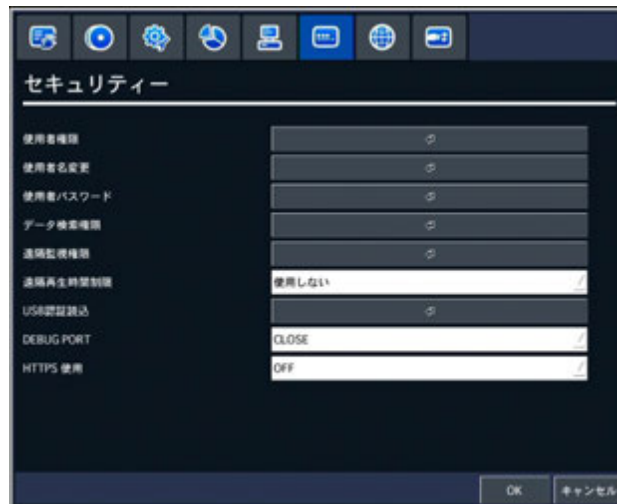 セキュリティー
使用者権限
使用者名変更
使用者パスワード
データ検索権限
遠隔監視権限
遠隔再生時間制限 使用しない
USB認証読込
DEBUG PORT CLOSE
HTTPS 使用 OFF
OK キャンセル